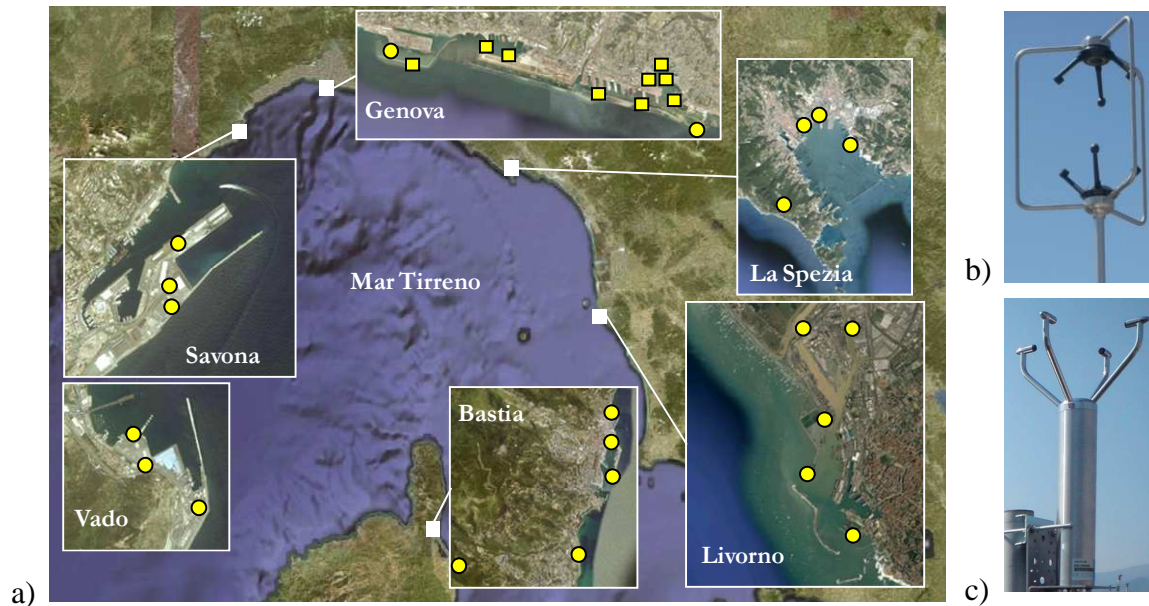 Genova
La Spezia
b)
Mar Tirreno
Savona
Bastia
Vado
Livorno
a)
c)